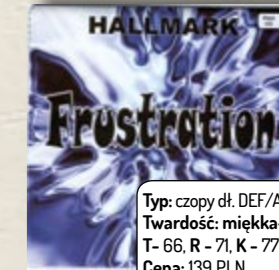 HALLMARK
Frustration
Typ: czopy dł. DEF/A
Twardość: miękka
T- 66, R - 71, K - 77
Cena: 139 PLN